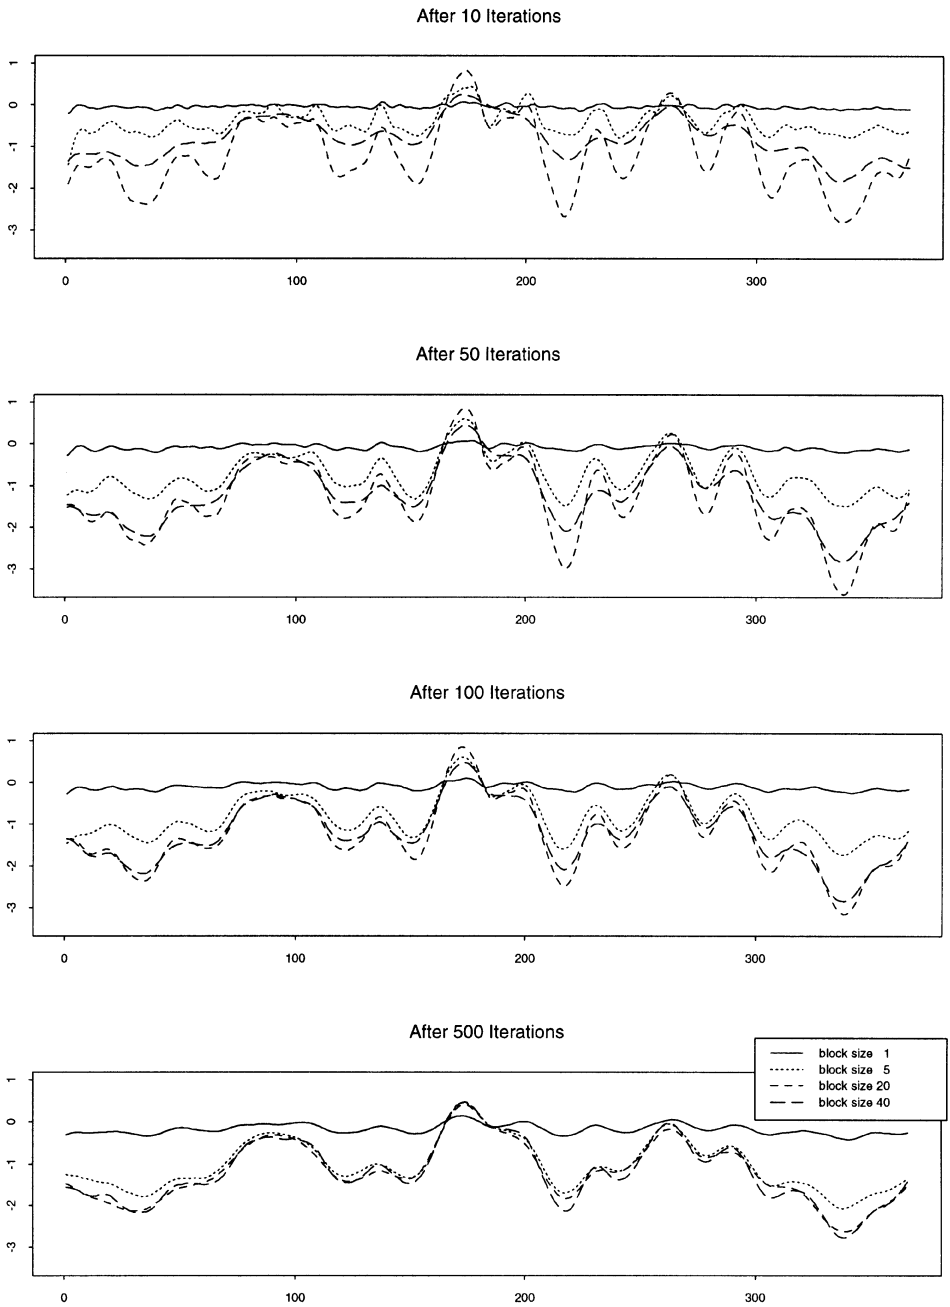 After 10 Iterations
1
0
-1
-2
-3
0 100 200 300
After 50 Iterations
1
0
-1
-2
-3
0 100 200 300
After 100 Iterations
1
0
-1
-2
-3
0 100 200 300
After 500 Iterations
block size 1
block size 5
block size 20
block size 40
1
0
-1
-2
-3
0 100 200 300